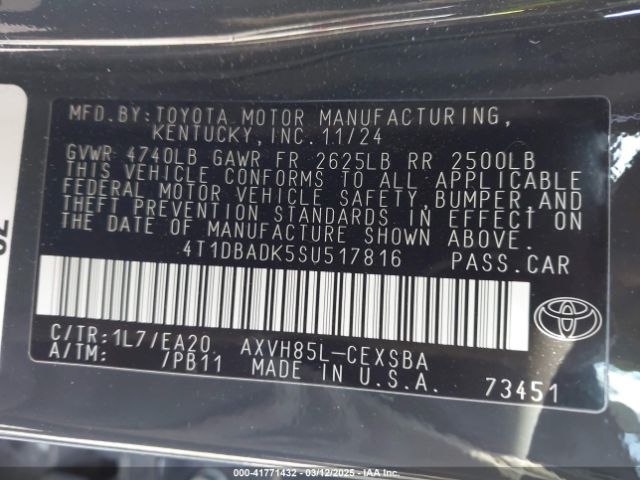 MFD.BY:TOYOTA MOTOR MANUFACTURING,
KENTUCKY,INC.11/24
GVWR 4740LB GAWR FR 2625LB RR 2500LB
THIS VEHICLE CONFORMS TO ALL APPLICABLE
FEDERAL MOTOR VEHICLE SAFETY,BUMPER,AND
THEFT PREVENTION STANDARDS IN EFFECT ON
THE DATE OF MANUFACTURE SHOWN ABOVE.
4T1DBADK5SU517816 PASS.CAR
C/TR:1L7/EA20 AXVH85L-CEXSBA
A/TM: /PB11 MADE IN U.S.A. 73451
000-41771432 - 03/12/2025 - IAA Inc.